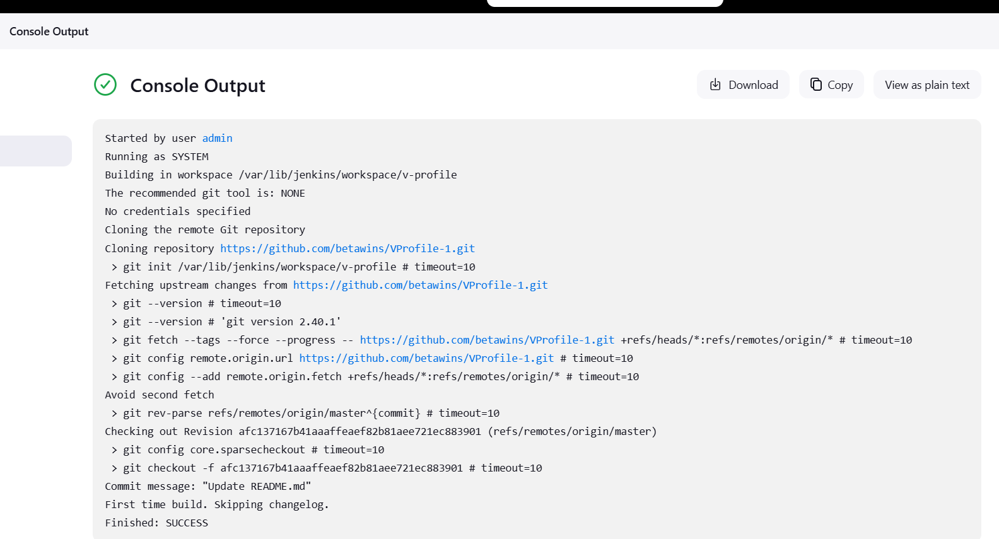 Console Output
Console Output
Download
Copy
View as plain text
Started by user admin
Running as SYSTEM
Building in workspace /var/lib/jenkins/workspace/v-profile
The recommended git tool is: NONE
No credentials specified
Cloning the remote Git repository
Cloning repository https://github.com/betawins/VProfile-1.git
 > git init /var/lib/jenkins/workspace/v-profile # timeout=10
Fetching upstream changes from https://github.com/betawins/VProfile-1.git
 > git --version # timeout=10
 > git --version # 'git version 2.40.1'
 > git fetch --tags --force --progress -- https://github.com/betawins/VProfile-1.git +refs/heads/*:refs/remotes/origin/* # timeout=10
 > git config remote.origin.url https://github.com/betawins/VProfile-1.git # timeout=10
 > git config --add remote.origin.fetch +refs/heads/*:refs/remotes/origin/* # timeout=10
Avoid second fetch
 > git rev-parse refs/remotes/origin/master^{commit} # timeout=10
Checking out Revision afc137167b41aaaffeaef82b81aee721ec883901 (refs/remotes/origin/master)
 > git config core.sparsecheckout # timeout=10
 > git checkout -f afc137167b41aaaffeaef82b81aee721ec883901 # timeout=10
Commit message: "Update README.md"
First time build. Skipping changelog.
Finished: SUCCESS